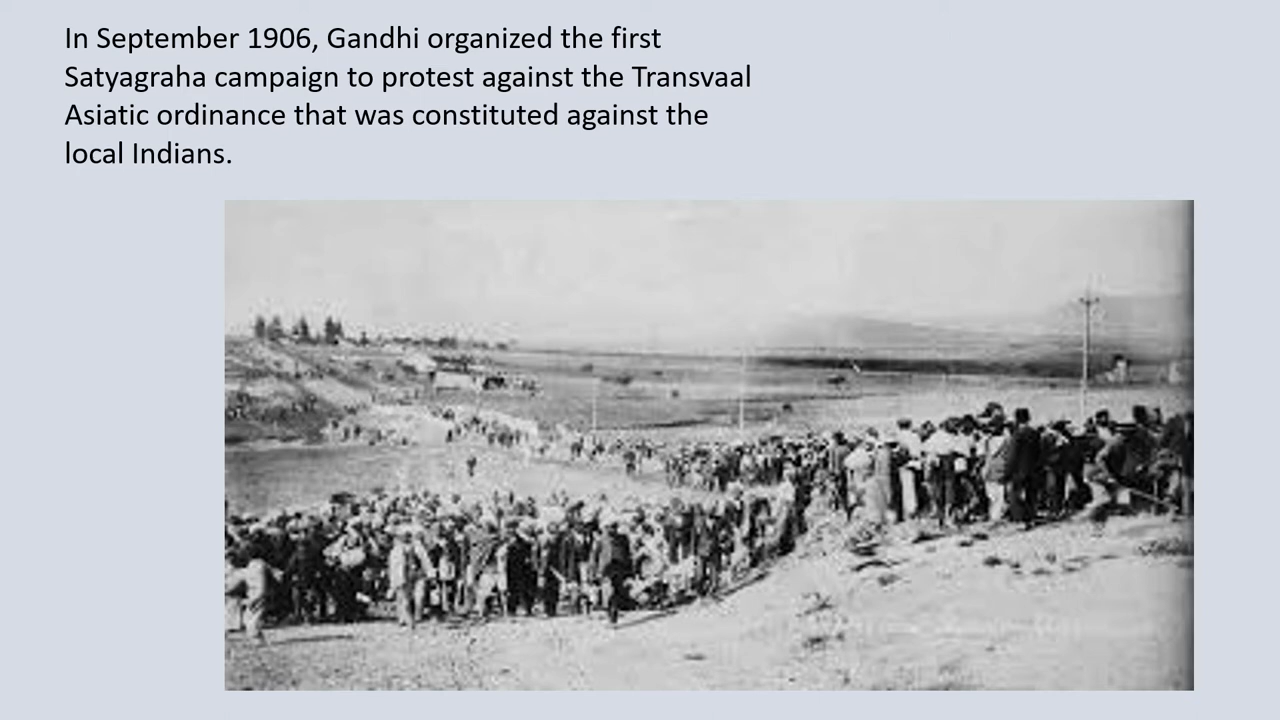 In September 1906, Gandhi organized the first
Satyagraha campaign to protest against the Transvaal
Asiatic ordinance that was constituted against the
local Indians.